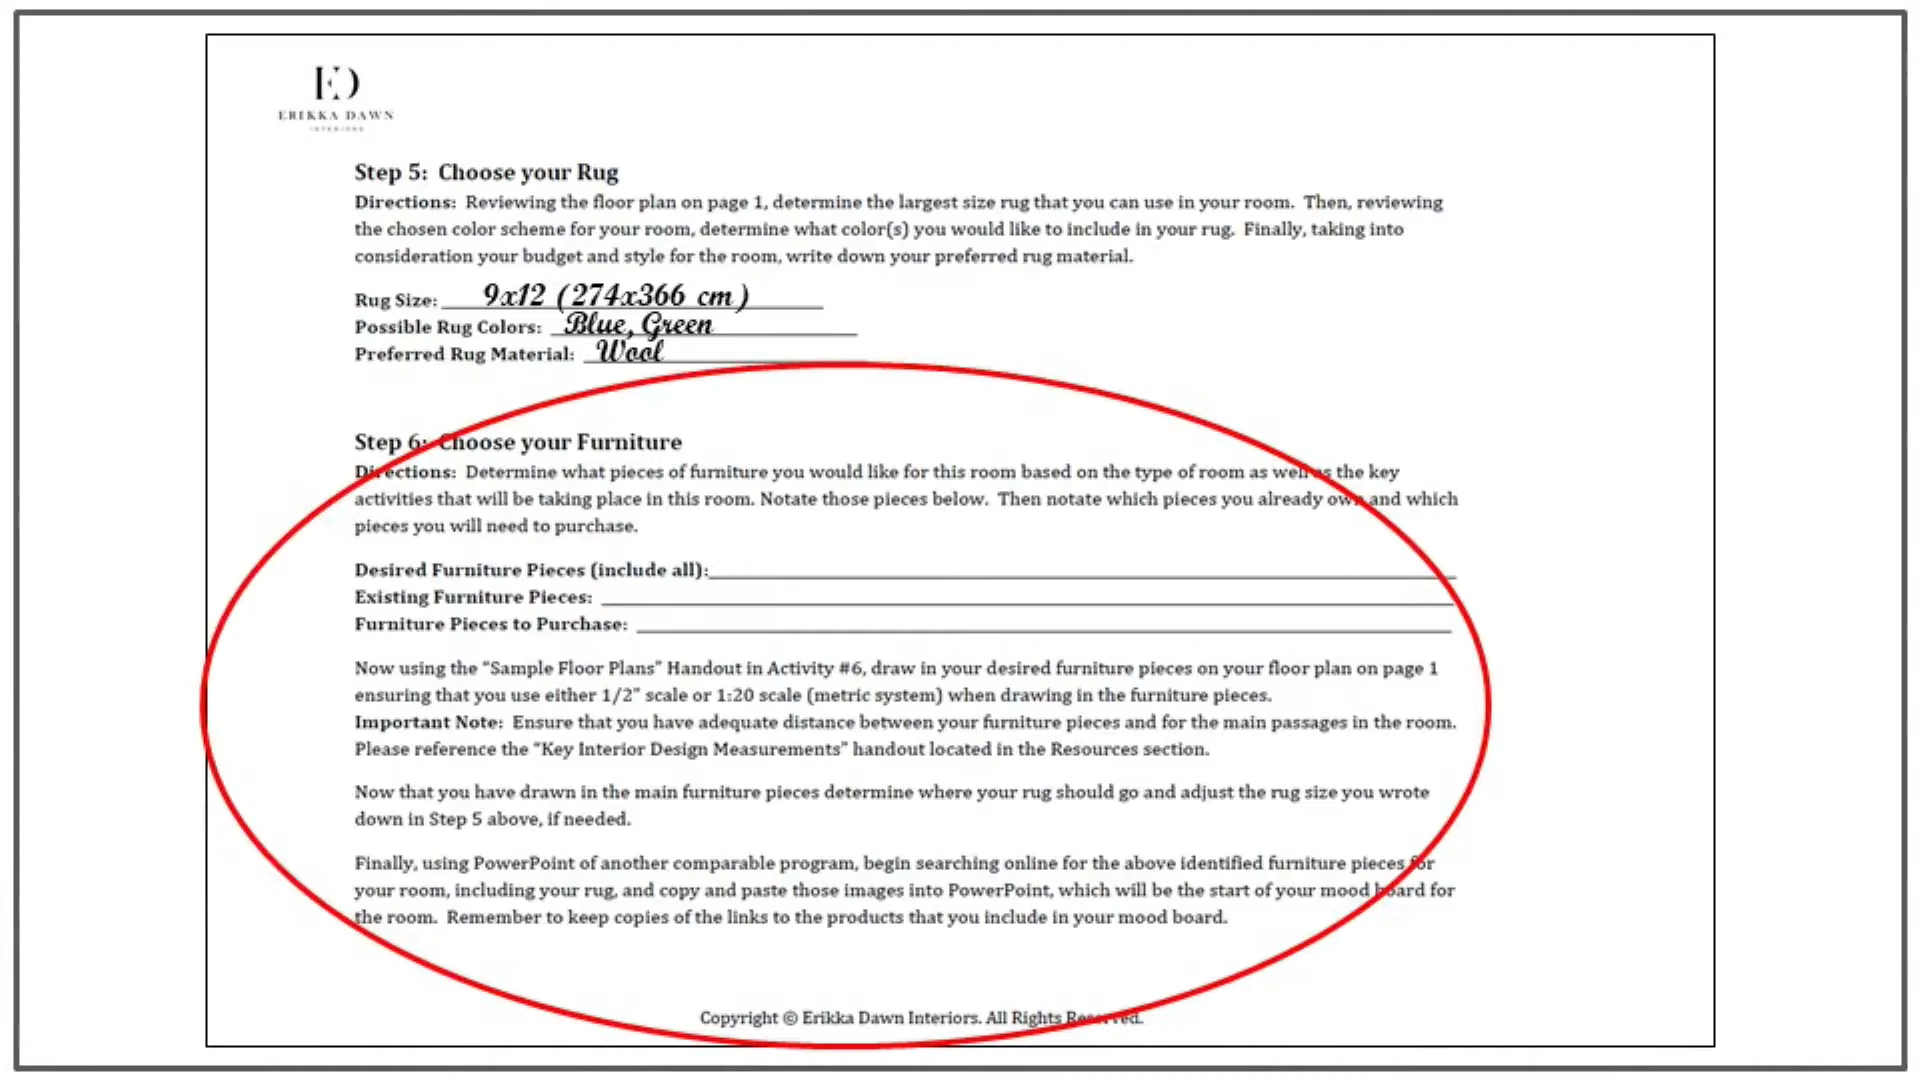 ERIKKA DAWN
INTERIORS
Step 5: Choose your Rug
Directions: Reviewing the floor plan on page 1, determine the largest size rug that you can use in your room. Then, reviewing
the chosen color scheme for your room, determine what color(s) you would like to include in your rug. Finally, taking into
consideration your budget and style for the room, write down your preferred rug material.
Rug Size: 9x12 (274x366 cm)
Possible Rug Colors: Blue, Green
Preferred Rug Material: Wool
Step 6: Choose your Furniture
Directions: Determine what pieces of furniture you would like for this room based on the type of room as well as the key
activities that will be taking place in this room. Notate those pieces below. Then notate which pieces you already own and which
pieces you will need to purchase.
Desired Furniture Pieces (include all):
Existing Furniture Pieces:
Furniture Pieces to Purchase:
Now using the "Sample Floor Plans" Handout in Activity #6, draw in your desired furniture pieces on your floor plan on page 1
ensuring that you use either 1/2" scale or 1:20 scale (metric system) when drawing in the furniture pieces.
Important Note: Ensure that you have adequate distance between your furniture pieces and for the main passages in the room.
Please reference the "Key Interior Design Measurements" handout located in the Resources section.
Now that you have drawn in the main furniture pieces determine where your rug should go and adjust the rug size you wrote
down in Step 5 above, if needed.
Finally, using PowerPoint of another comparable program, begin searching online for the above identified furniture pieces for
your room, including your rug, and copy and paste those images into PowerPoint, which will be the start of your mood board for
the room. Remember to keep copies of the links to the products that you include in your mood board.
Copyright © Erikka Dawn Interiors. All Rights Reserved.